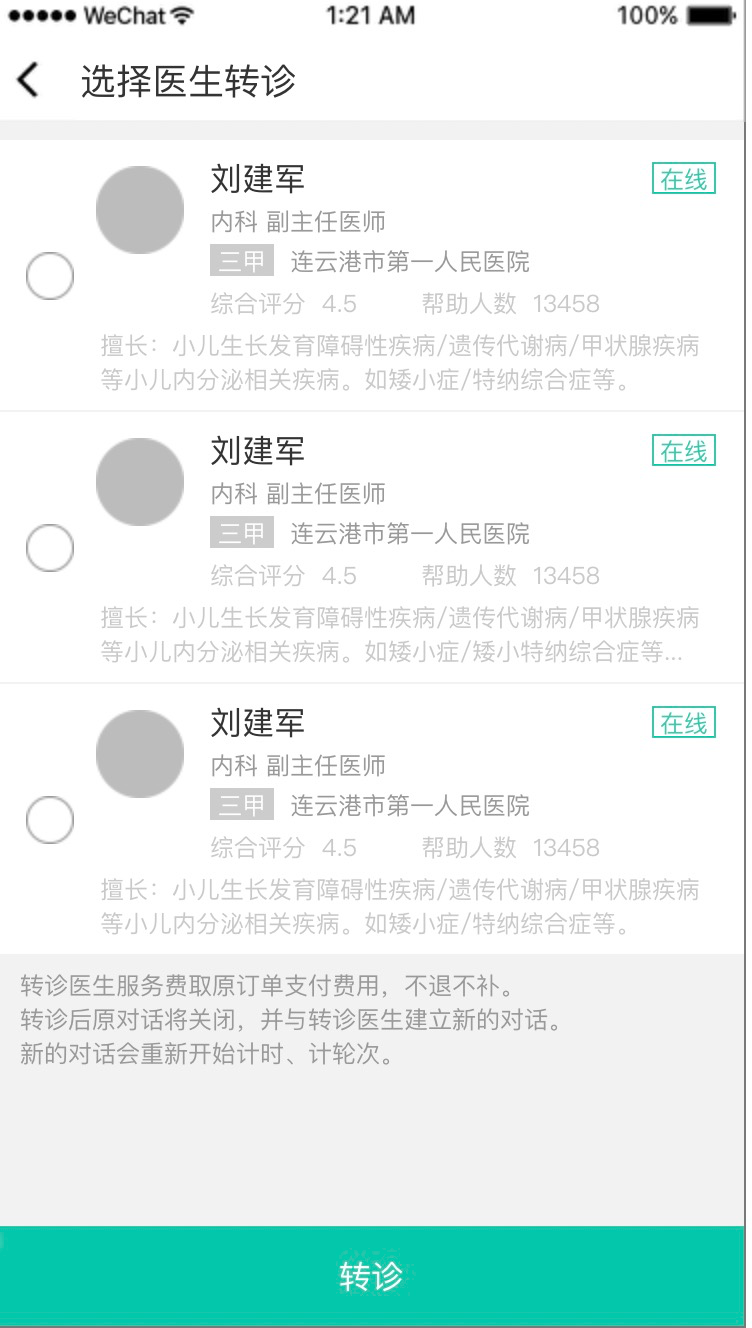 WeChat 1:21 AM 100%
选择医生转诊
刘建军 在线
内科 副主任医师
三甲 连云港市第一人民医院
综合评分 4.5 帮助人数 13458
擅长：小儿生长发育障碍性疾病/遗传代谢病/甲状腺疾病
等小儿内分泌相关疾病。如矮小症/特纳综合症等。
刘建军 在线
内科 副主任医师
三甲 连云港市第一人民医院
综合评分 4.5 帮助人数 13458
擅长：小儿生长发育障碍性疾病/遗传代谢病/甲状腺疾病
等小儿内分泌相关疾病。如矮小症/矮小特纳综合症等...
刘建军 在线
内科 副主任医师
三甲 连云港市第一人民医院
综合评分 4.5 帮助人数 13458
擅长：小儿生长发育障碍性疾病/遗传代谢病/甲状腺疾病
等小儿内分泌相关疾病。如矮小症/特纳综合症等。
转诊医生服务费取原订单支付费用，不退不补。
转诊后原对话将关闭，并与转诊医生建立新的对话。
新的对话会重新开始计时、计轮次。
转诊